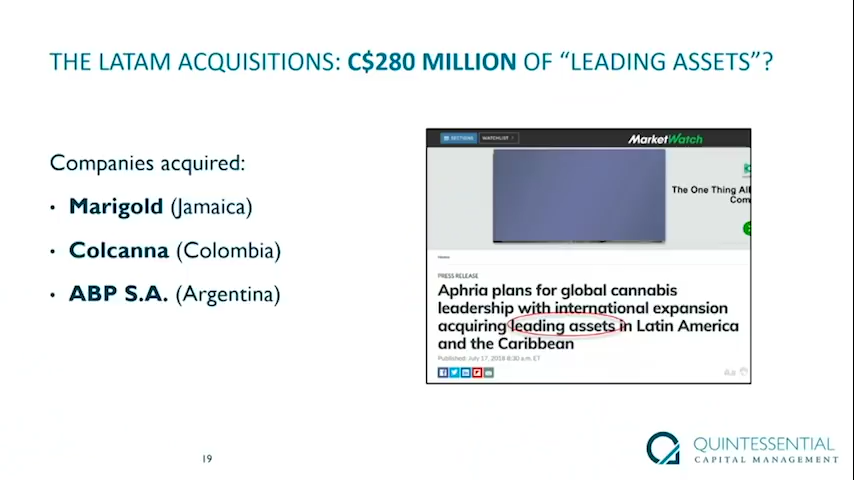 THE LATAM ACQUISITIONS: C$280 MILLION OF “LEADING ASSETS”?
Companies acquired:
• Marigold (Jamaica)
• Colcanna (Colombia)
• ABP S.A. (Argentina)
SECTIONS WATCHLIST
MarketWatch
The One Thing All
Com
Home
PRESS RELEASE
Aphria plans for global cannabis
leadership with international expansion
acquiring leading assets in Latin America
and the Caribbean
Published: July 17, 2018 8:30 a.m. ET
19
QUINTESSENTIAL
CAPITAL MANAGEMENT